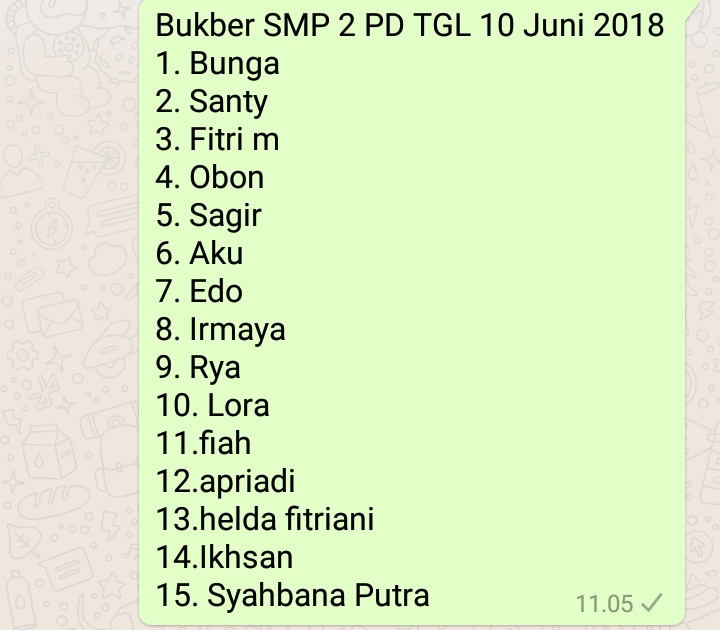 Bukber SMP 2 PD TGL 10 Juni 2018
1. Bunga
2. Santy
3. Fitri m
4. Obon
5. Sagir
6. Aku
7. Edo
8. Irmaya
9. Rya
10. Lora
11.fiah
12.apriadi
13.helda fitriani
14.Ikhsan
15. Syahbana Putra
11.05